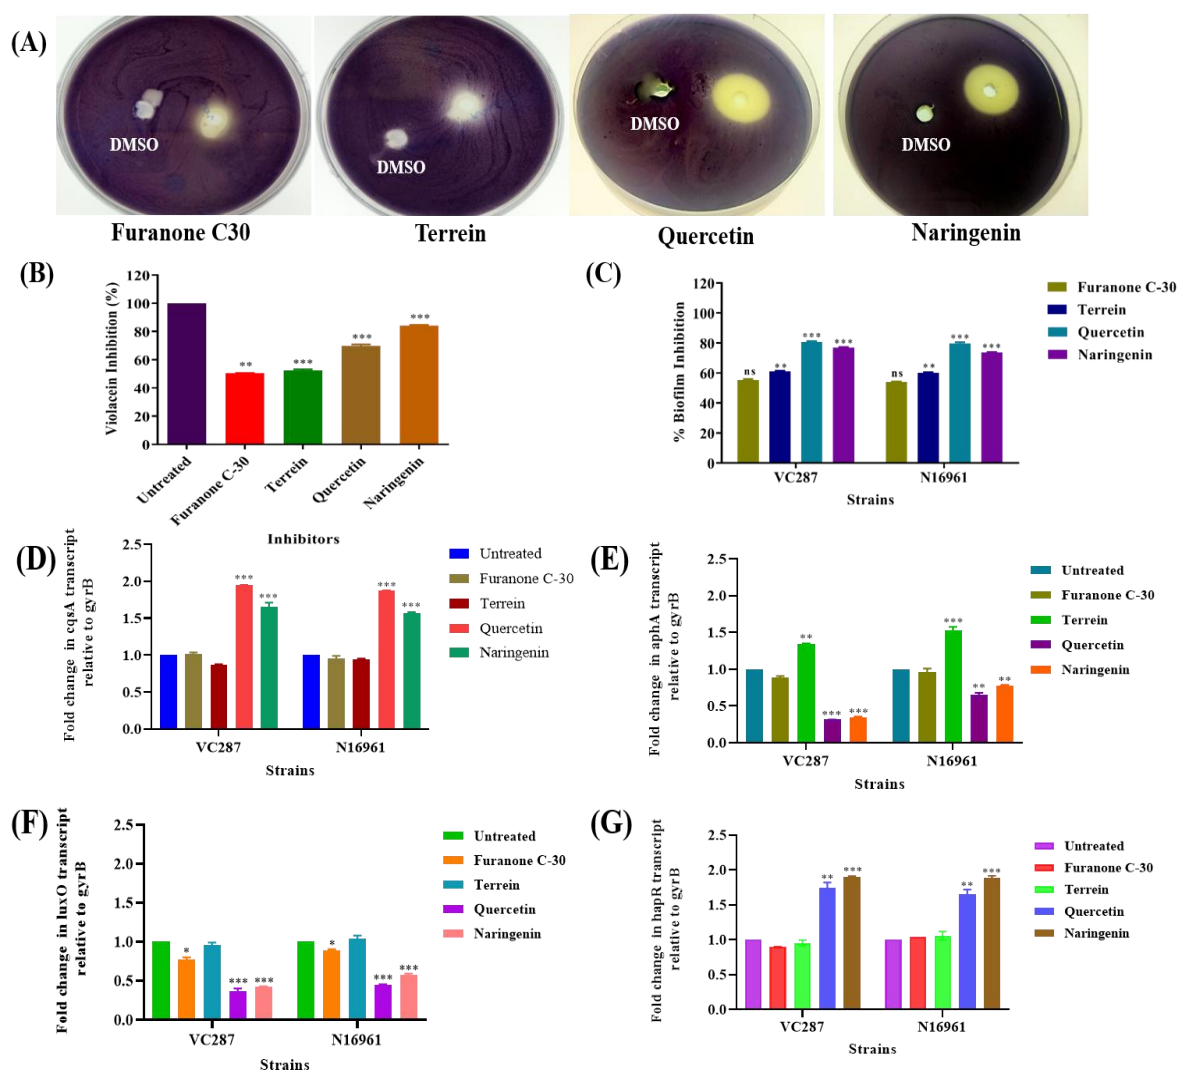 (A)
DMSO
DMSO
DMSO
DMSO
Furanone C30
Terrein
Quercetin
Naringenin
(B)
Violacein Inhibition (%)
120
100
80
60
40
20
0
**
***
***
***
Untreated
Furanone C-30
Terrein
Quercetin
Naringenin
Inhibitors
(C)
% Biofilm Inhibition
120
100
80
60
40
20
0
ns
**
***
***
ns
**
***
***
VC287
N16961
Strains
Furanone C-30
Terrein
Quercetin
Naringenin
(D)
Fold change in cqsA transcript
relative to gyrB
2.5
2.0
1.5
1.0
0.5
0.0
***
***
***
***
VC287
N16961
Strains
Untreated
Furanone C-30
Terrein
Quercetin
Naringenin
(E)
Fold change in aphA transcript
relative to gyrB
2.5
2.0
1.5
1.0
0.5
0.0
**
***
***
***
**
**
VC287
N16961
Strains
Untreated
Furanone C-30
Terrein
Quercetin
Naringenin
(F)
Fold change in luxO transcript
relative to gyrB
2.5
2.0
1.5
1.0
0.5
0.0
*
***
***
*
***
***
VC287
N16961
Strains
Untreated
Furanone C-30
Terrein
Quercetin
Naringenin
(G)
Fold change in hapR transcript
relative to gyrB
2.5
2.0
1.5
1.0
0.5
0.0
**
***
**
***
VC287
N16961
Strains
Untreated
Furanone C-30
Terrein
Quercetin
Naringenin